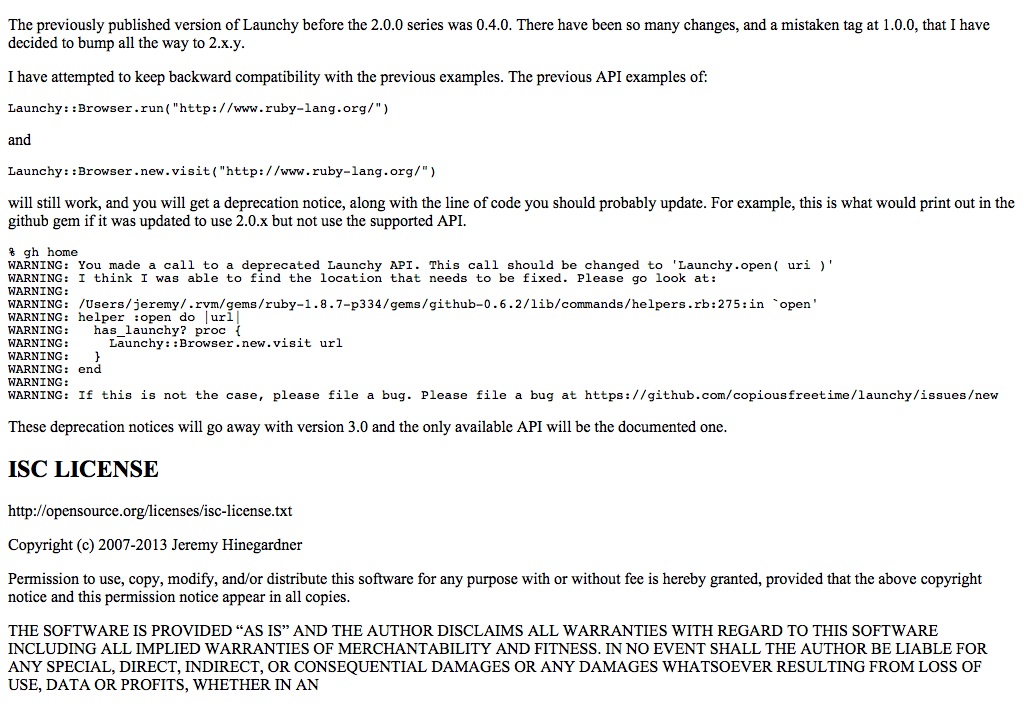 The previously published version of Launchy before the 2.0.0 series was 0.4.0. There have been so many changes, and a mistaken tag at 1.0.0, that I have
decided to bump all the way to 2.x.y.
I have attempted to keep backward compatibility with the previous examples. The previous API examples of:
Launchy::Browser.run("http://www.ruby-lang.org/")
and
Launchy::Browser.new.visit("http://www.ruby-lang.org/")
will still work, and you will get a deprecation notice, along with the line of code you should probably update. For example, this is what would print out in the
github gem if it was updated to use 2.0.x but not use the supported API.
% gh home
WARNING: You made a call to a deprecated Launchy API. This call should be changed to 'Launchy.open( uri )'
WARNING: I think I was able to find the location that needs to be fixed. Please go look at:
WARNING:
WARNING: /Users/jeremy/.rvm/gems/ruby-1.8.7-p334/gems/github-0.6.2/lib/commands/helpers.rb:275:in `open'
WARNING: helper :open do |url|
WARNING:   has_launchy? proc {
WARNING:     Launchy::Browser.new.visit url
WARNING:   }
WARNING: end
WARNING:
WARNING: If this is not the case, please file a bug. Please file a bug at https://github.com/copiousfreetime/launchy/issues/new
These deprecation notices will go away with version 3.0 and the only available API will be the documented one.
ISC LICENSE
http://opensource.org/licenses/isc-license.txt
Copyright (c) 2007-2013 Jeremy Hinegardner
Permission to use, copy, modify, and/or distribute this software for any purpose with or without fee is hereby granted, provided that the above copyright
notice and this permission notice appear in all copies.
THE SOFTWARE IS PROVIDED “AS IS” AND THE AUTHOR DISCLAIMS ALL WARRANTIES WITH REGARD TO THIS SOFTWARE
INCLUDING ALL IMPLIED WARRANTIES OF MERCHANTABILITY AND FITNESS. IN NO EVENT SHALL THE AUTHOR BE LIABLE FOR
ANY SPECIAL, DIRECT, INDIRECT, OR CONSEQUENTIAL DAMAGES OR ANY DAMAGES WHATSOEVER RESULTING FROM LOSS OF
USE, DATA OR PROFITS, WHETHER IN AN